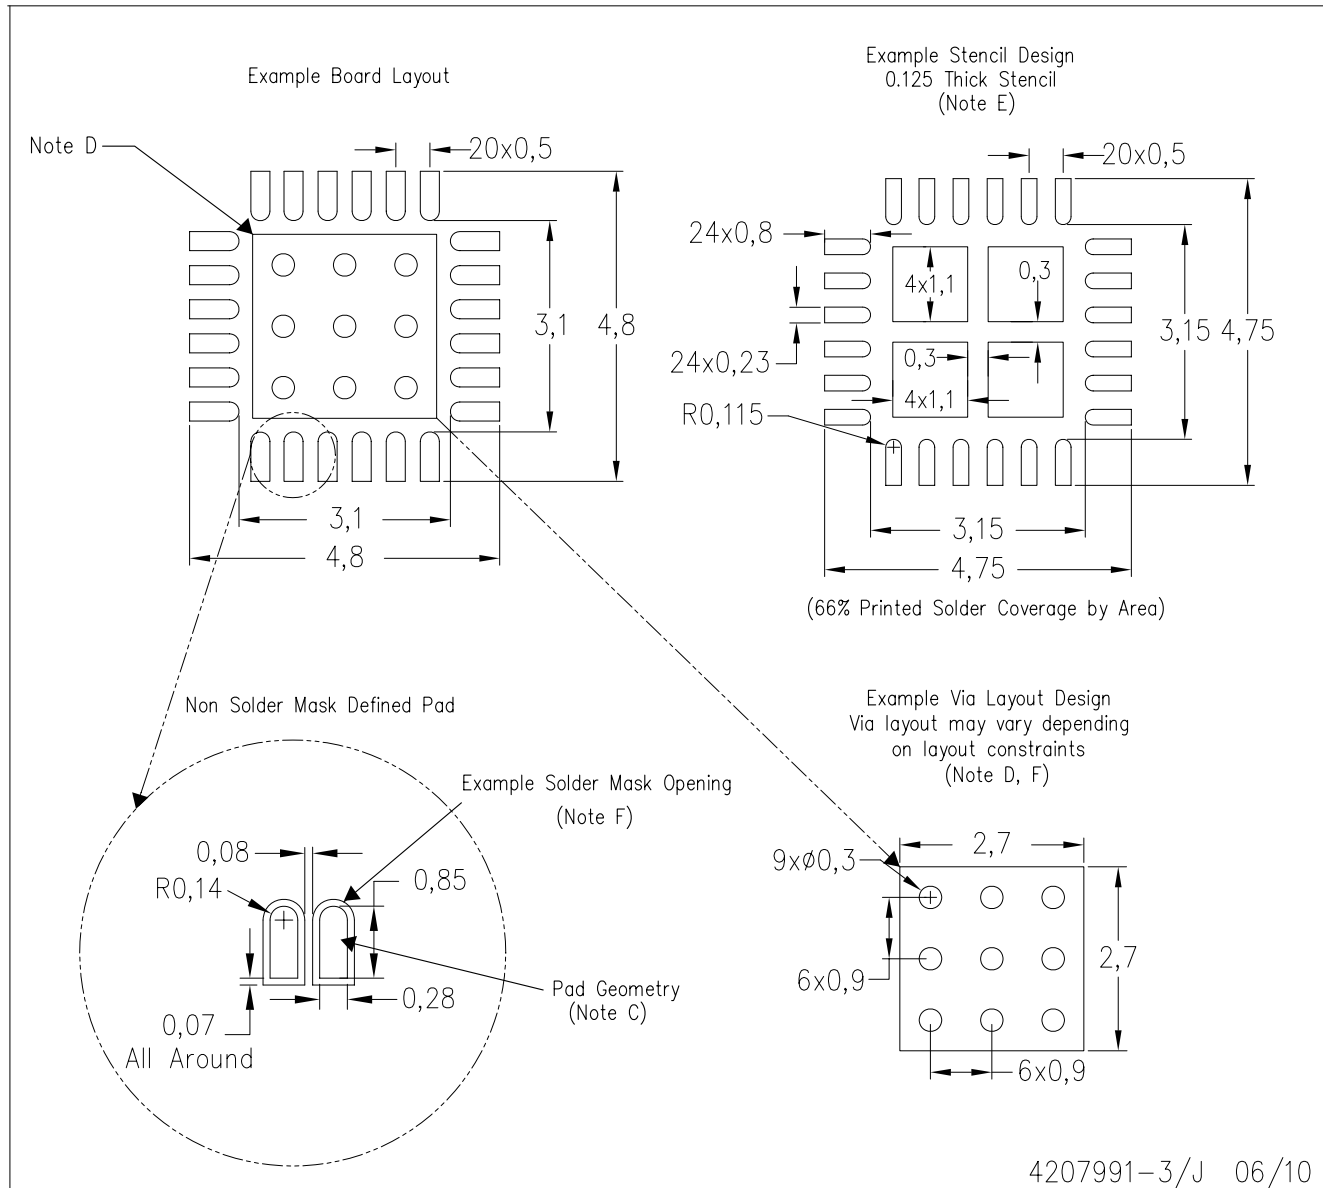 Example Board Layout
Note D
20x0,5
3,1
4,8
3,1
4,8
Example Stencil Design
0.125 Thick Stencil
(Note E)
20x0,5
24x0,8
4x1,1
0,3
3,15
4,75
24x0,23
0,3
4x1,1
R0,115
3,15
4,75
(66% Printed Solder Coverage by Area)
Non Solder Mask Defined Pad
Example Solder Mask Opening
(Note F)
0,08
R0,14
0,85
0,28
Pad Geometry
(Note C)
0,07
All Around
Example Via Layout Design
Via layout may vary depending
on layout constraints
(Note D, F)
9xø0,3
2,7
6x0,9
2,7
6x0,9
4207991-3/J 06/10